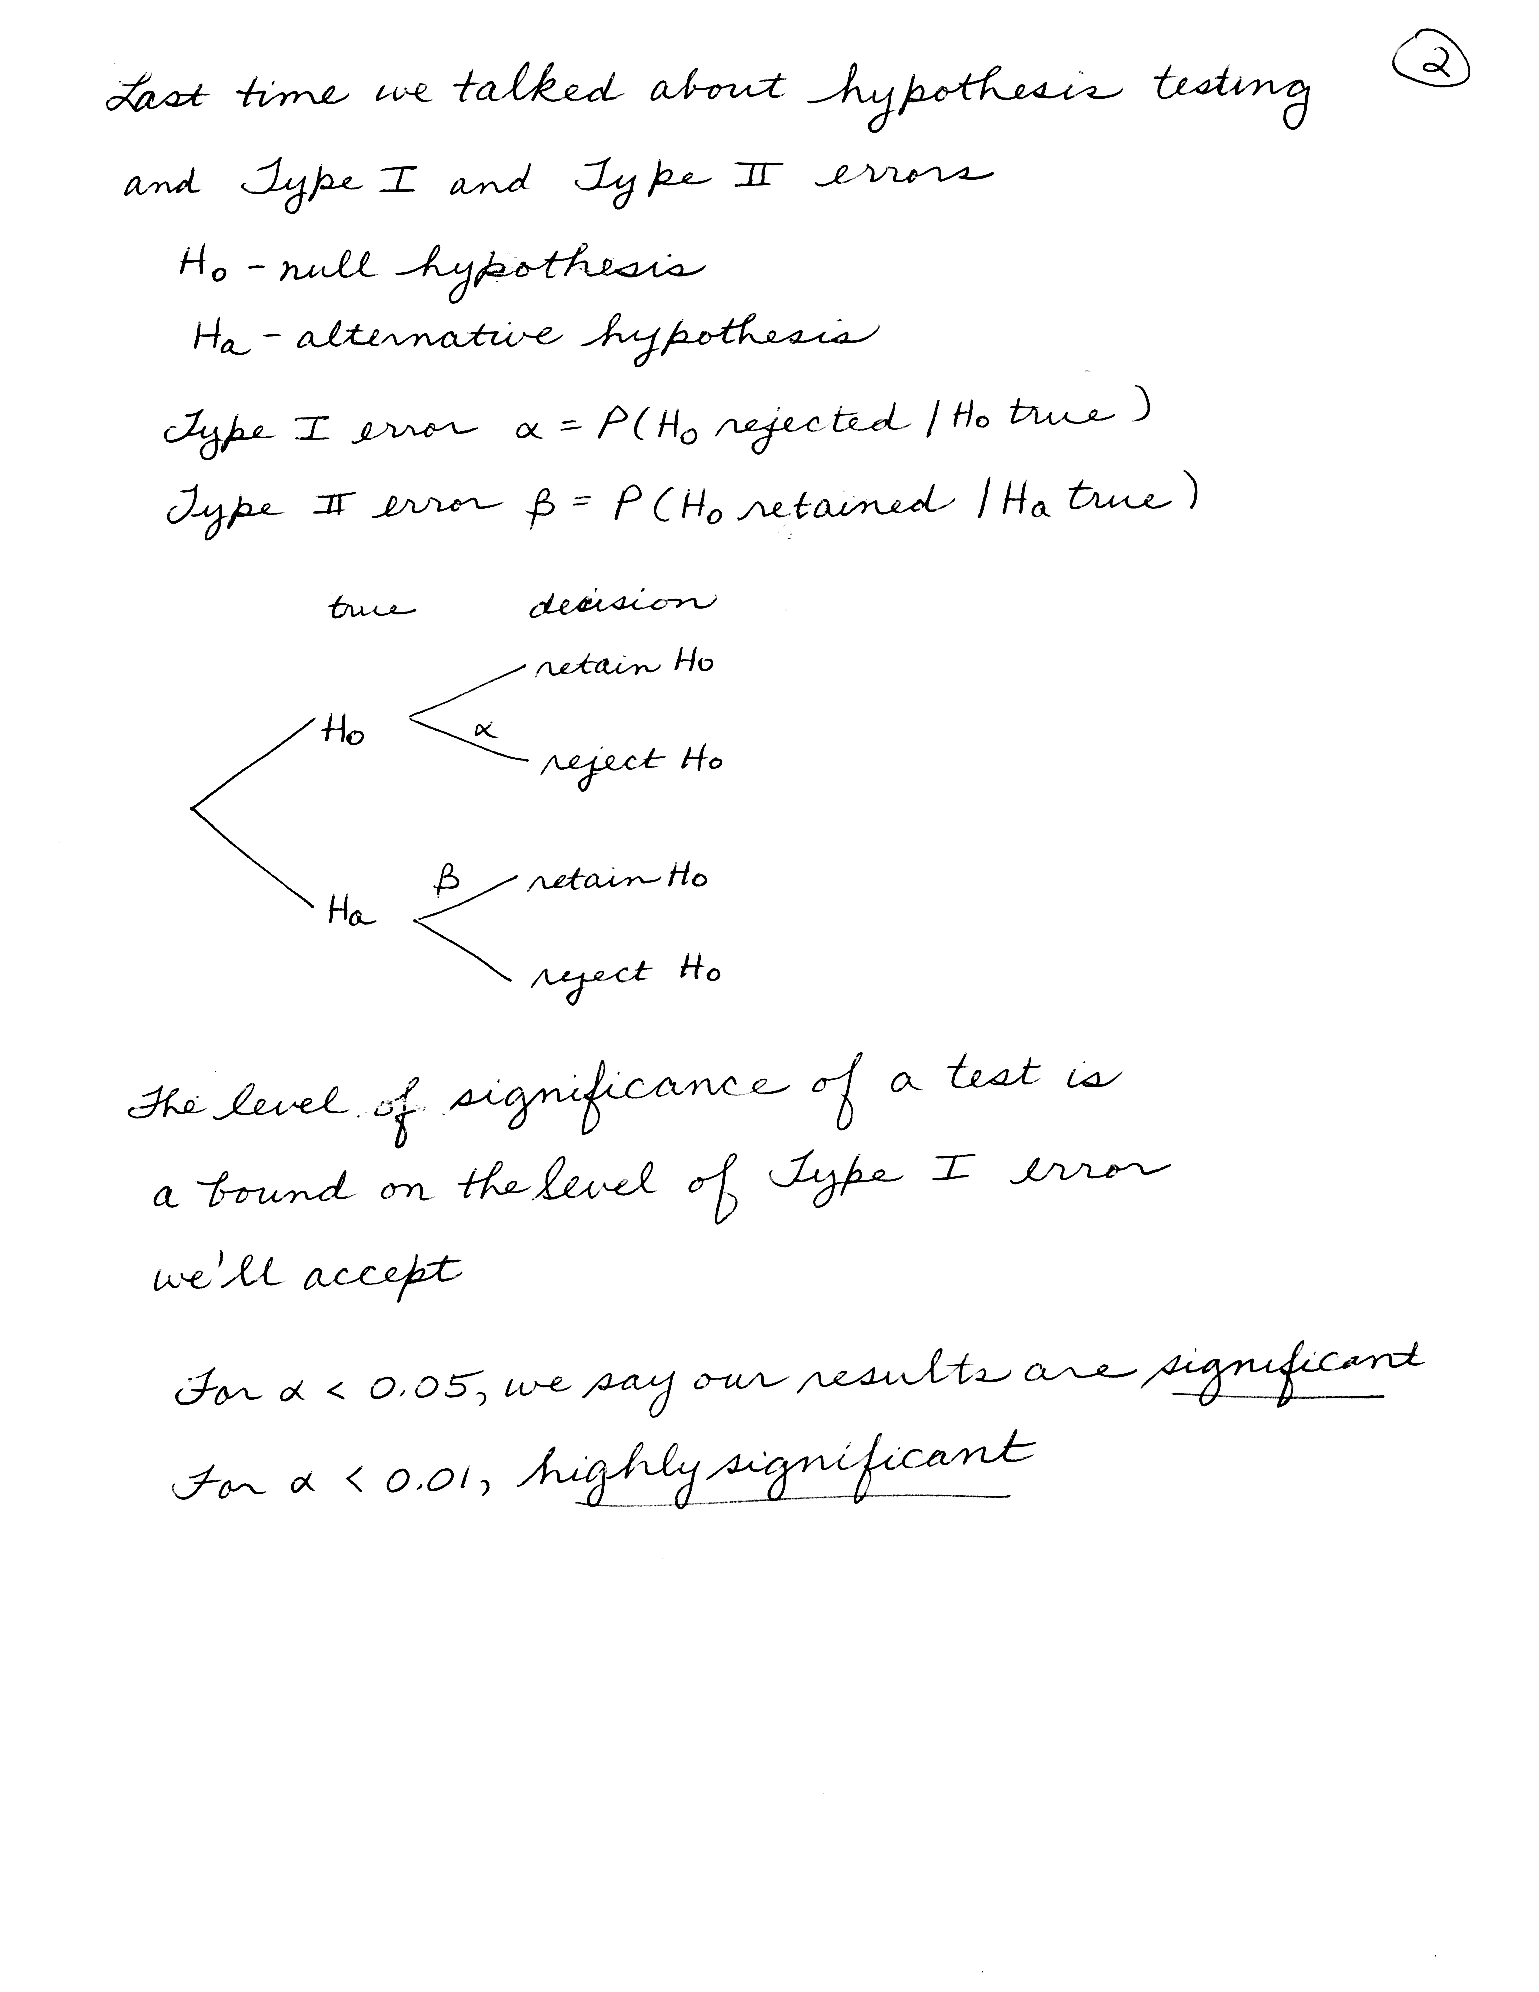 2
Last time we talked about hypothesis testing
and Type I and Type II errors
H₀ - null hypothesis
Hₐ - alternative hypothesis
Type I error α = P(H₀ rejected | H₀ true)
Type II error β = P(H₀ retained | Hₐ true)
true decision
retain H₀
H₀
α
reject H₀
β
retain H₀
Hₐ
reject H₀
The level of significance of a test is
a bound on the level of Type I error
we'll accept
For α < 0.05, we say our results are significant
For α < 0.01, highly significant